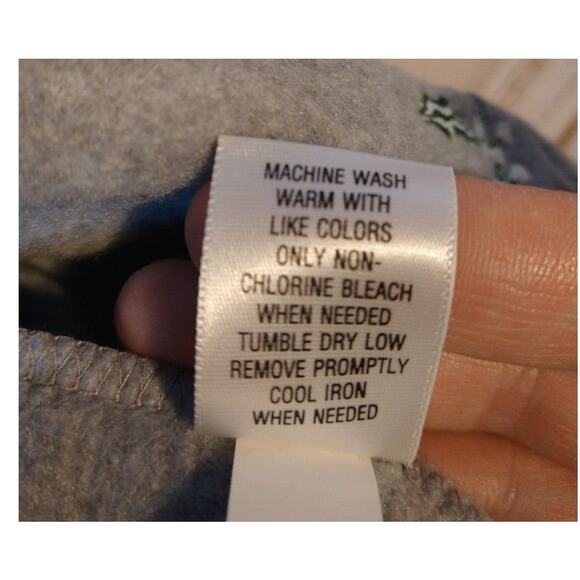 MACHINE WASH
WARM WITH
LIKE COLORS
ONLY NON-
CHLORINE BLEACH
WHEN NEEDED
TUMBLE DRY LOW
REMOVE PROMPTLY
COOL IRON
WHEN NEEDED